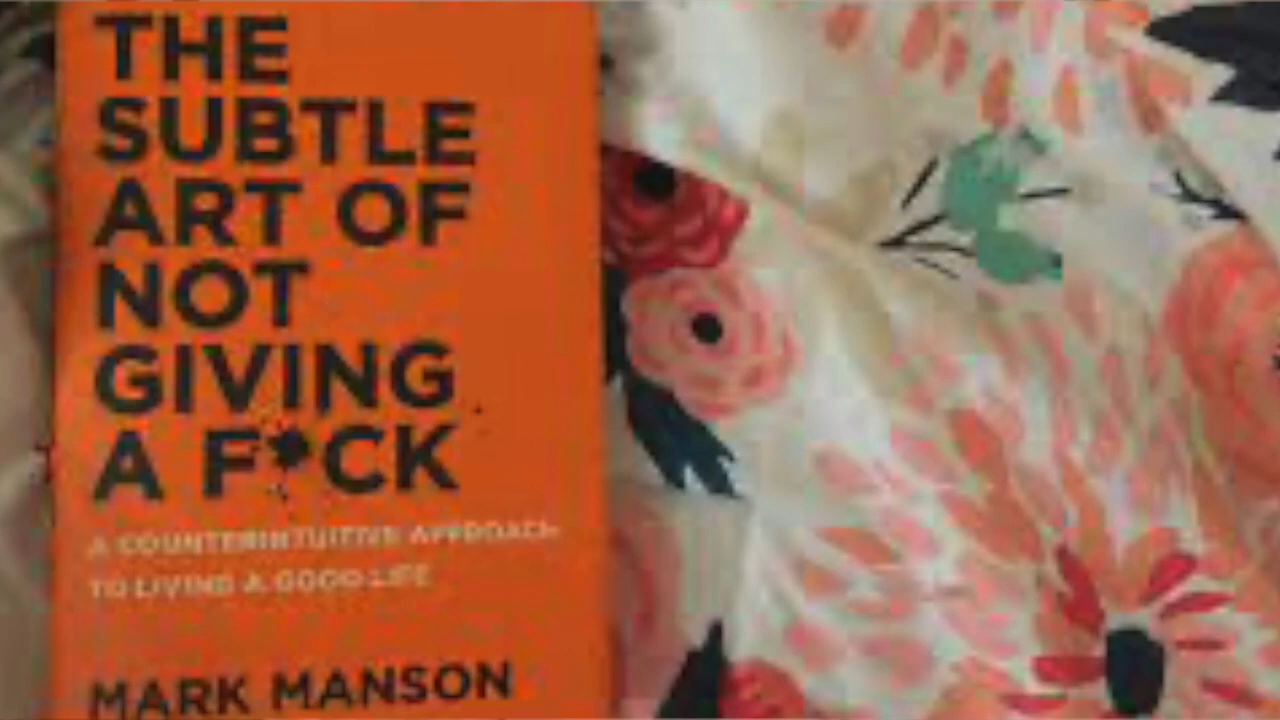 THE
SUBTLE
ART OF
NOT
GIVING
A F*CK
A COUNTERINTUITIVE APPROACH
TO LIVING A GOOD LIFE
MARK MANSON